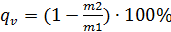 q_v = (1 − m2/m1) · 100%